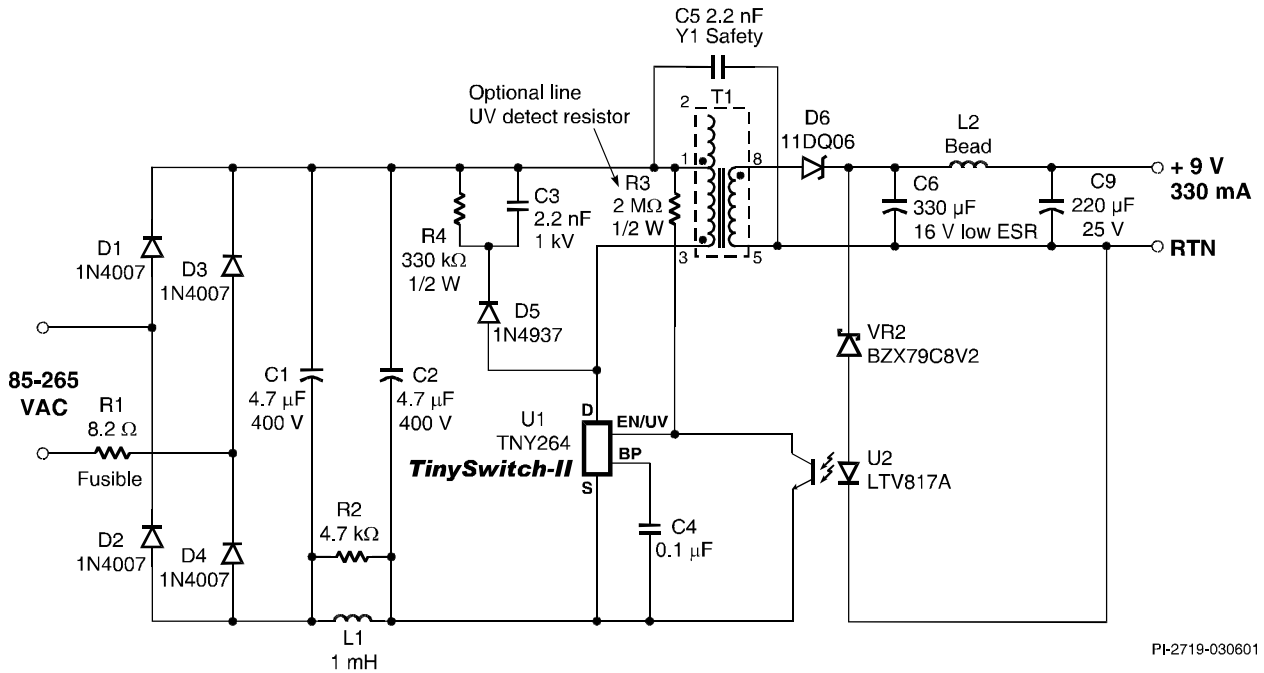 C5 2.2 nF
Y1 Safety
Optional line
UV detect resistor
2
T1
D6
11DQ06
L2
Bead
1
8
+ 9 V
330 mA
R3
2 MΩ
1/2 W
C3
2.2 nF
1 kV
R4
330 kΩ
1/2 W
C6
330 µF
16 V low ESR
C9
220 µF
25 V
3
5
RTN
D1
1N4007
D3
1N4007
D5
1N4937
VR2
BZX79C8V2
85-265
VAC
R1
8.2 Ω
Fusible
C1
4.7 µF
400 V
C2
4.7 µF
400 V
D
U1
TNY264
TinySwitch-II
EN/UV
BP
S
U2
LTV817A
R2
4.7 kΩ
C4
0.1 µF
D2
1N4007
D4
1N4007
L1
1 mH
PI-2719-030601